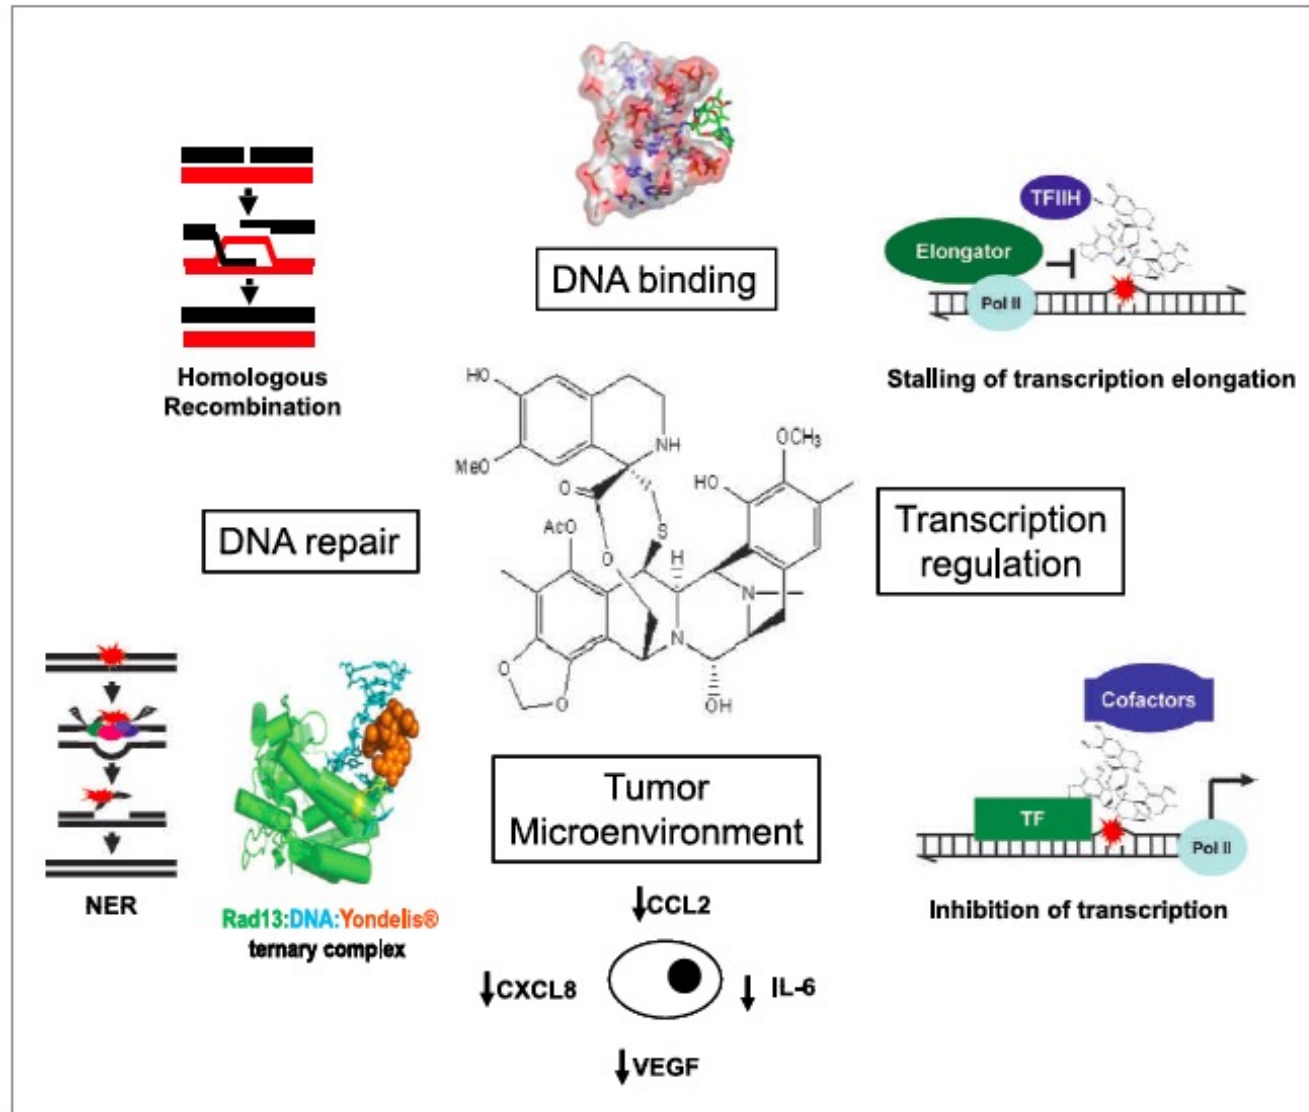 DNA binding
TFIIH
Elongator
Pol II
Stalling of transcription elongation
Homologous
Recombination
HO
NH
MeO
O
OCH3
HO
S
AcO
O
H
N
N
O
O
OH
DNA repair
Transcription
regulation
Cofactors
TF
Pol II
Inhibition of transcription
NER
Rad13:DNA:Yondelis®
ternary complex
Tumor
Microenvironment
CCL2
CXCL8
IL-6
VEGF